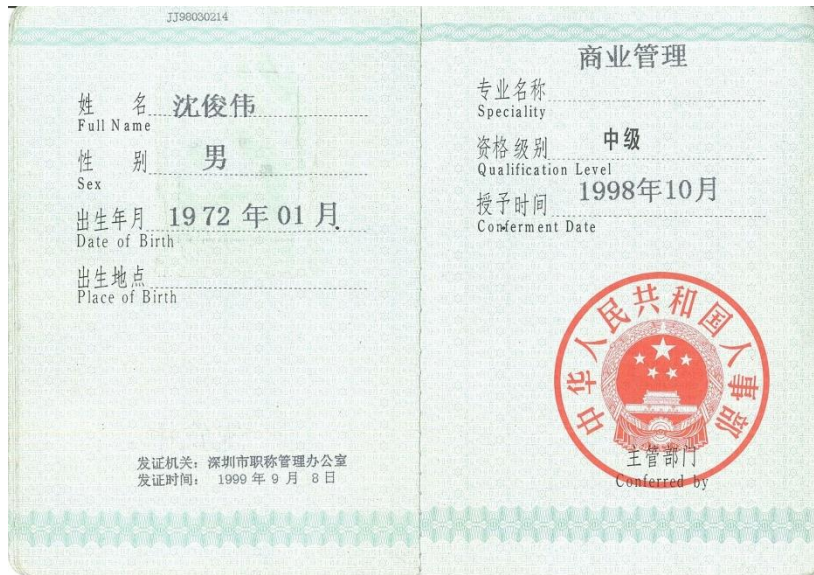 JJ98030214
姓 名 沈俊伟
Full Name
性 别 男
Sex
出生年月 1972 年 01 月
Date of Birth
出生地点
Place of Birth
发证机关: 深圳市职称管理办公室
发证时间: 1999 年 9 月 8 日
商业管理
专业名称
Speciality
资格级别 中级
Qualification Level
1998年10月
授予时间
Conferment Date
中华人民共和国人事部
主管部门
Conferred by